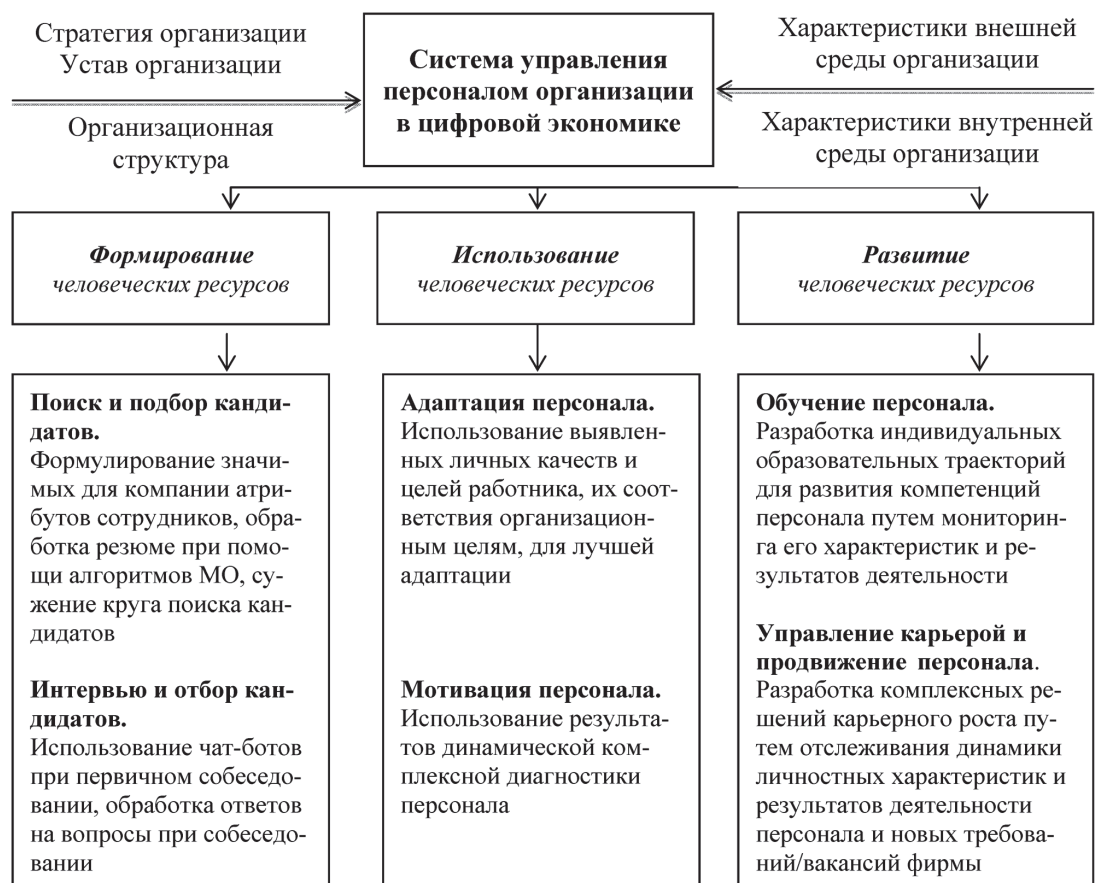 Стратегия организации
Устав организации
Организационная
структура
Система управления
персоналом организации
в цифровой экономике
Характеристики внешней
среды организации
Характеристики внутренней
среды организации
Формирование
человеческих ресурсов
Использование
человеческих ресурсов
Развитие
человеческих ресурсов
Поиск и подбор канди-
датов.
Формулирование значи-
мых для компании атри-
бутов сотрудников, обра-
ботка резюме при помо-
щи алгоритмов МО, су-
жение круга поиска кан-
дидатов
Интервью и отбор кан-
дидатов.
Использование чат-ботов
при первичном собеседо-
вании, обработка ответов
на вопросы при собеседо-
вании
Адаптация персонала.
Использование выявлен-
ных личных качеств и
целей работника, их соот-
ветствия организацион-
ным целям, для лучшей
адаптации
Мотивация персонала.
Использование результа-
тов динамической ком-
плексной диагностики
персонала
Обучение персонала.
Разработка индивидуальных
образовательных траекторий
для развития компетенций
персонала путем мониторин-
га его характеристик и ре-
зультатов деятельности
Управление карьерой и
продвижение персонала.
Разработка комплексных ре-
шений карьерного роста пу-
тем отслеживания динамики
личностных характеристик и
результатов деятельности
персонала и новых требова-
ний/вакансий фирмы